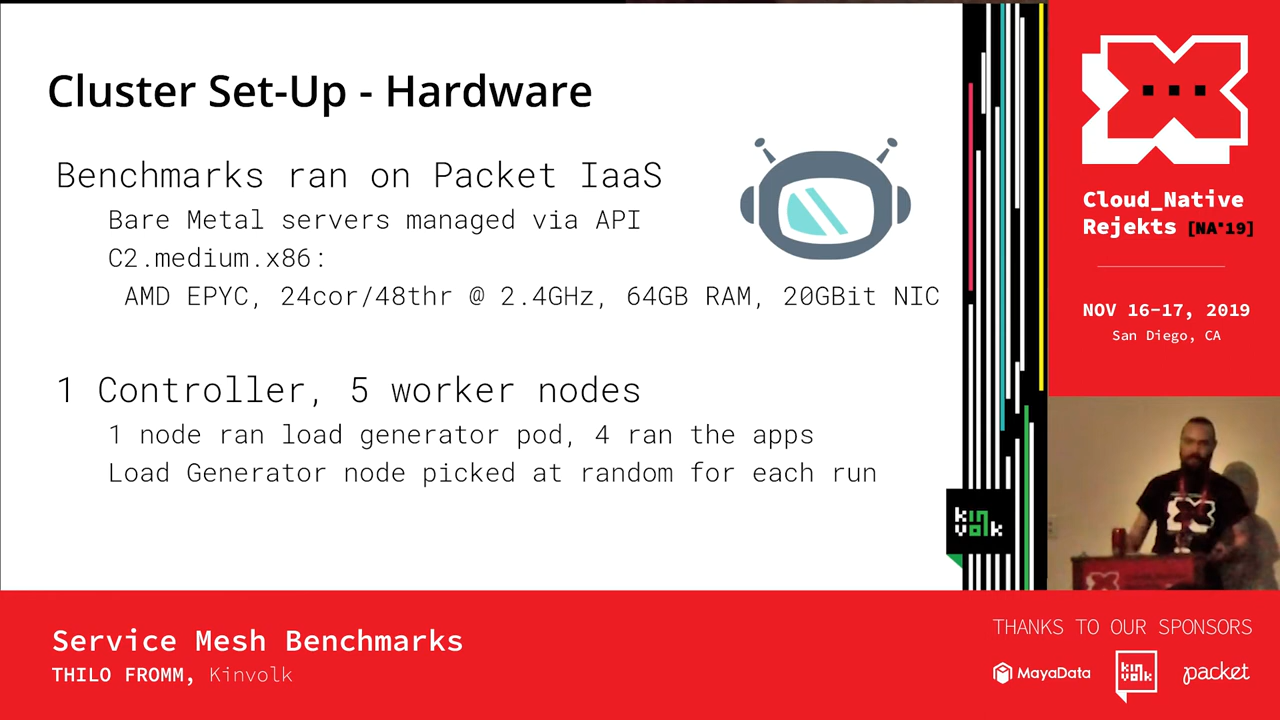 Cluster Set-Up - Hardware
Benchmarks ran on Packet IaaS
Bare Metal servers managed via API
C2.medium.x86:
AMD EPYC, 24cor/48thr @ 2.4GHz, 64GB RAM, 20GBit NIC
1 Controller, 5 worker nodes
1 node ran load generator pod, 4 ran the apps
Load Generator node picked at random for each run
kin
volk
Cloud_Native
Rejekts [NA'19]
NOV 16-17, 2019
San Diego, CA
Service Mesh Benchmarks
THILO FROMM, Kinvolk
THANKS TO OUR SPONSORS
MayaData
kin
volk
packet